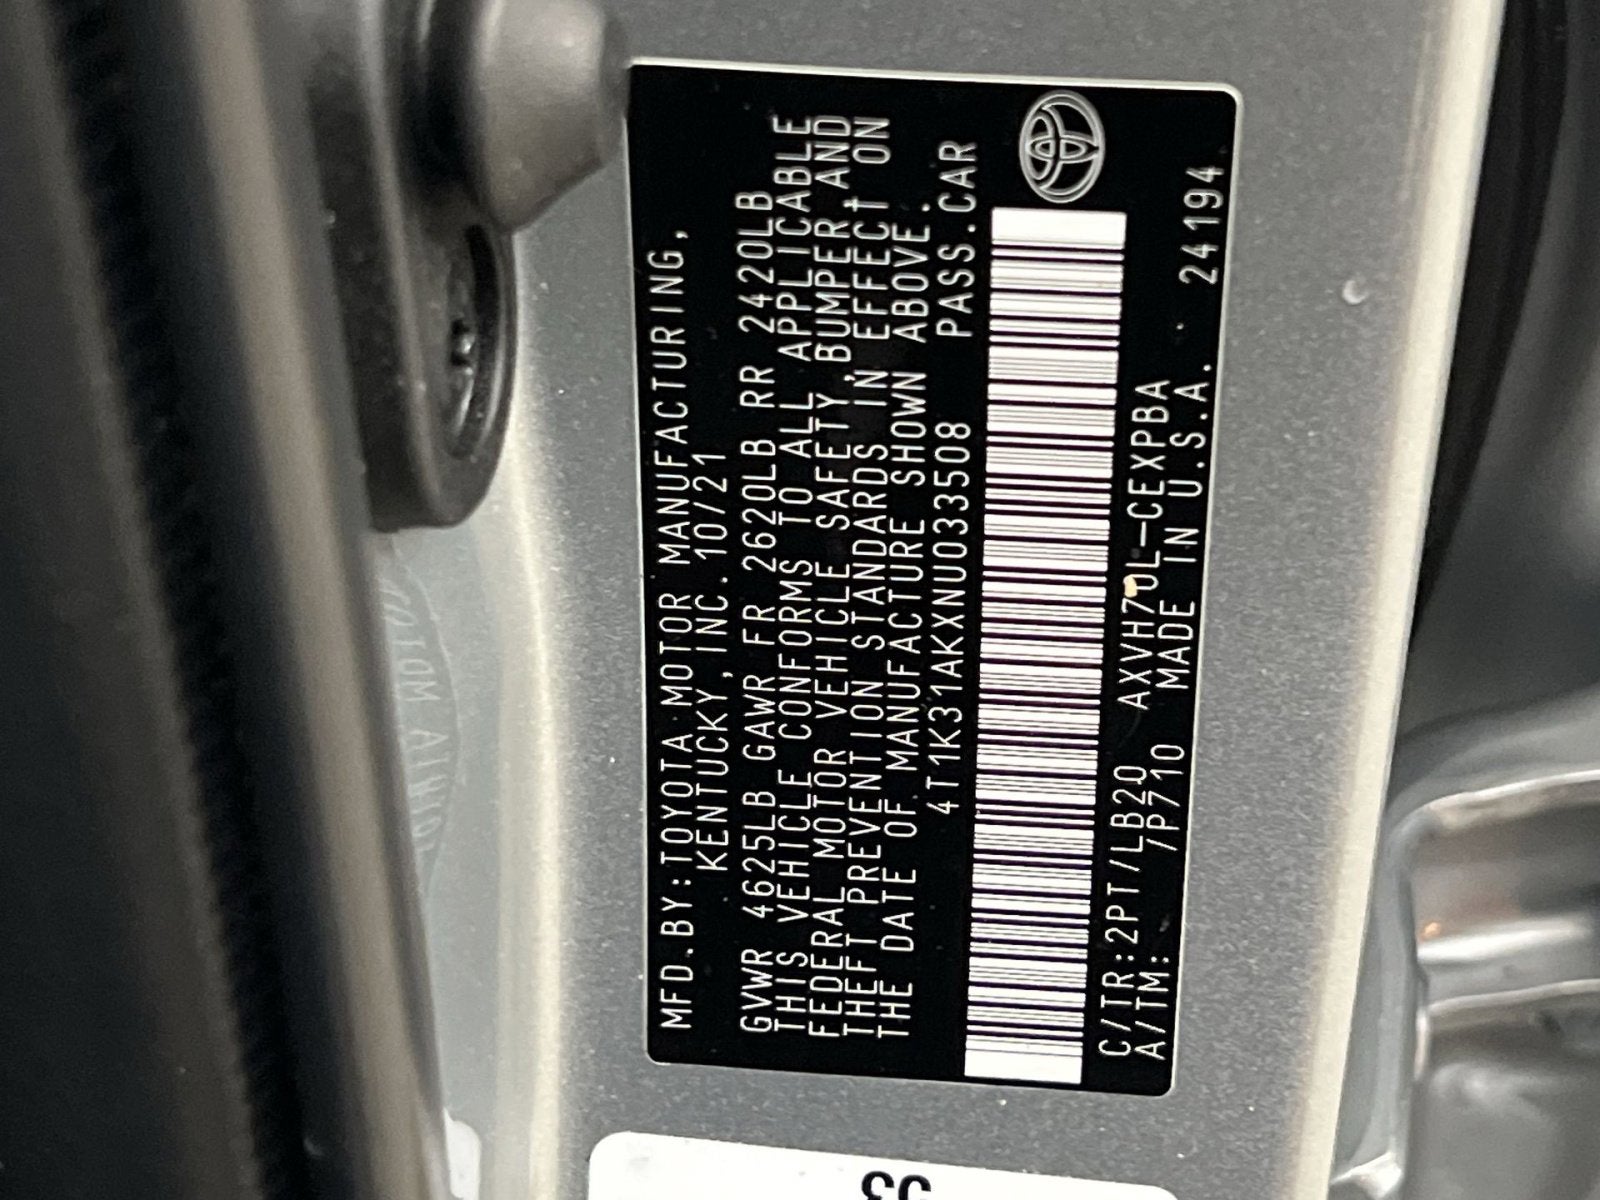 MFD.BY:TOYOTA MOTOR MANUFACTURING,
KENTUCKY,INC.10/21
GVWR 4625LB GAWR FR 2620LB RR 2420LB
THIS VEHICLE CONFORMS TO ALL APPLICABLE
FEDERAL MOTOR VEHICLE SAFETY,BUMPER,AND
THEFT PREVENTION STANDARDS IN EFFECT ON
THE DATE OF MANUFACTURE SHOWN ABOVE.
4T1K31AKXNU033508 PASS.CAR
C/TR:2PT/LB20 AXVH70L-CEXPBA
A/TM: /P710 MADE IN U.S.A. 24194